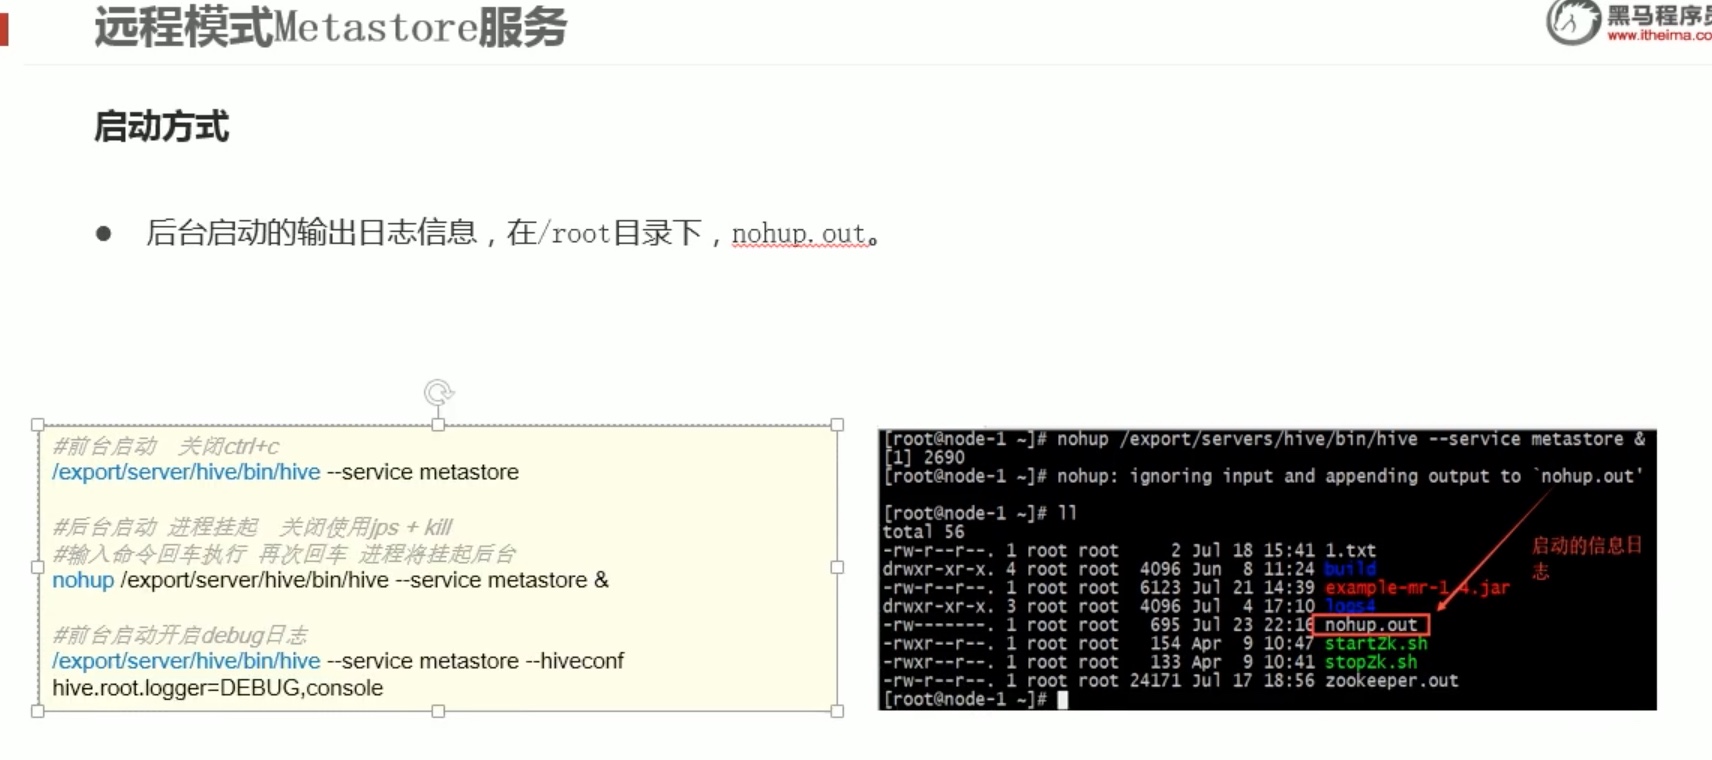 远程模式Metastore服务
黑马程序员
www.itheima.co
启动方式
● 后台启动的输出日志信息，在/root目录下，nohup.out。
#前台启动 关闭ctrl+c
/export/server/hive/bin/hive --service metastore
#后台启动 进程挂起 关闭使用jps + kill
#输入命令回车执行 再次回车 进程将挂起后台
nohup /export/server/hive/bin/hive --service metastore &
#前台启动开启debug日志
/export/server/hive/bin/hive --service metastore --hiveconf
hive.root.logger=DEBUG,console
[root@node-1 ~]# nohup /export/servers/hive/bin/hive --service metastore &
[1] 2690
[root@node-1 ~]# nohup: ignoring input and appending output to `nohup.out'
[root@node-1 ~]# ll
total 56
-rw-r--r--. 1 root root 2 Jul 18 15:41 1.txt
drwxr-xr-x. 4 root root 4096 Jun 8 11:24 build
-rw-r--r--. 1 root root 6123 Jul 21 14:39 example-mr-1.4.jar
drwxr-xr-x. 3 root root 4096 Jul 4 17:10 logs4
-rw-------. 1 root root 695 Jul 23 22:16 nohup.out
-rwxr--r--. 1 root root 154 Apr 9 10:47 startZk.sh
-rwxr--r--. 1 root root 133 Apr 9 10:41 stopZk.sh
-rw-r--r--. 1 root root 24171 Jul 17 18:56 zookeeper.out
[root@node-1 ~]#
启动的信息日
志